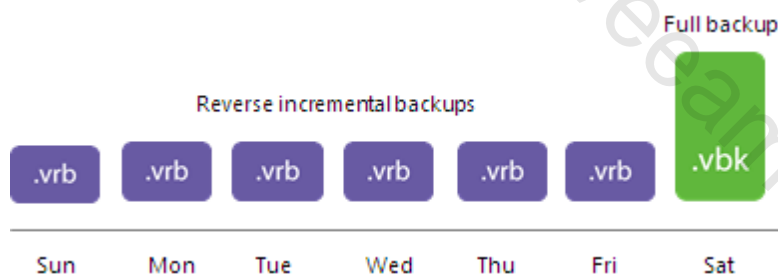 Full backup
Reverse incremental backups
.vrb .vrb .vrb .vrb .vrb .vrb .vbk
Sun Mon Tue Wed Thu Fri Sat